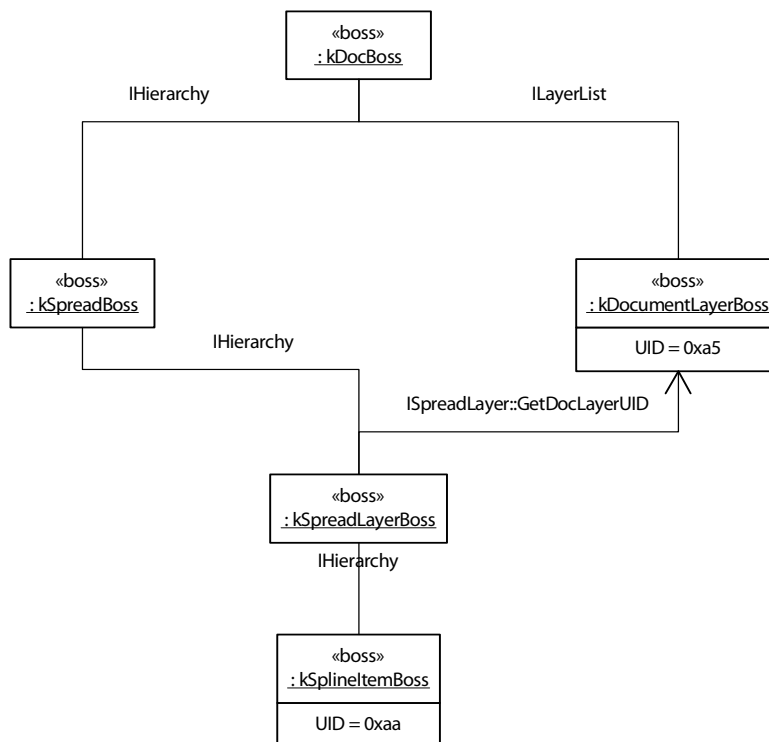 «boss»
: kDocBoss
IHierarchy
ILayerList
«boss»
: kSpreadBoss
«boss»
: kDocumentLayerBoss
UID = 0xa5
IHierarchy
ISpreadLayer::GetDocLayerUID
«boss»
: kSpreadLayerBoss
IHierarchy
«boss»
: kSplineItemBoss
UID = 0xaa